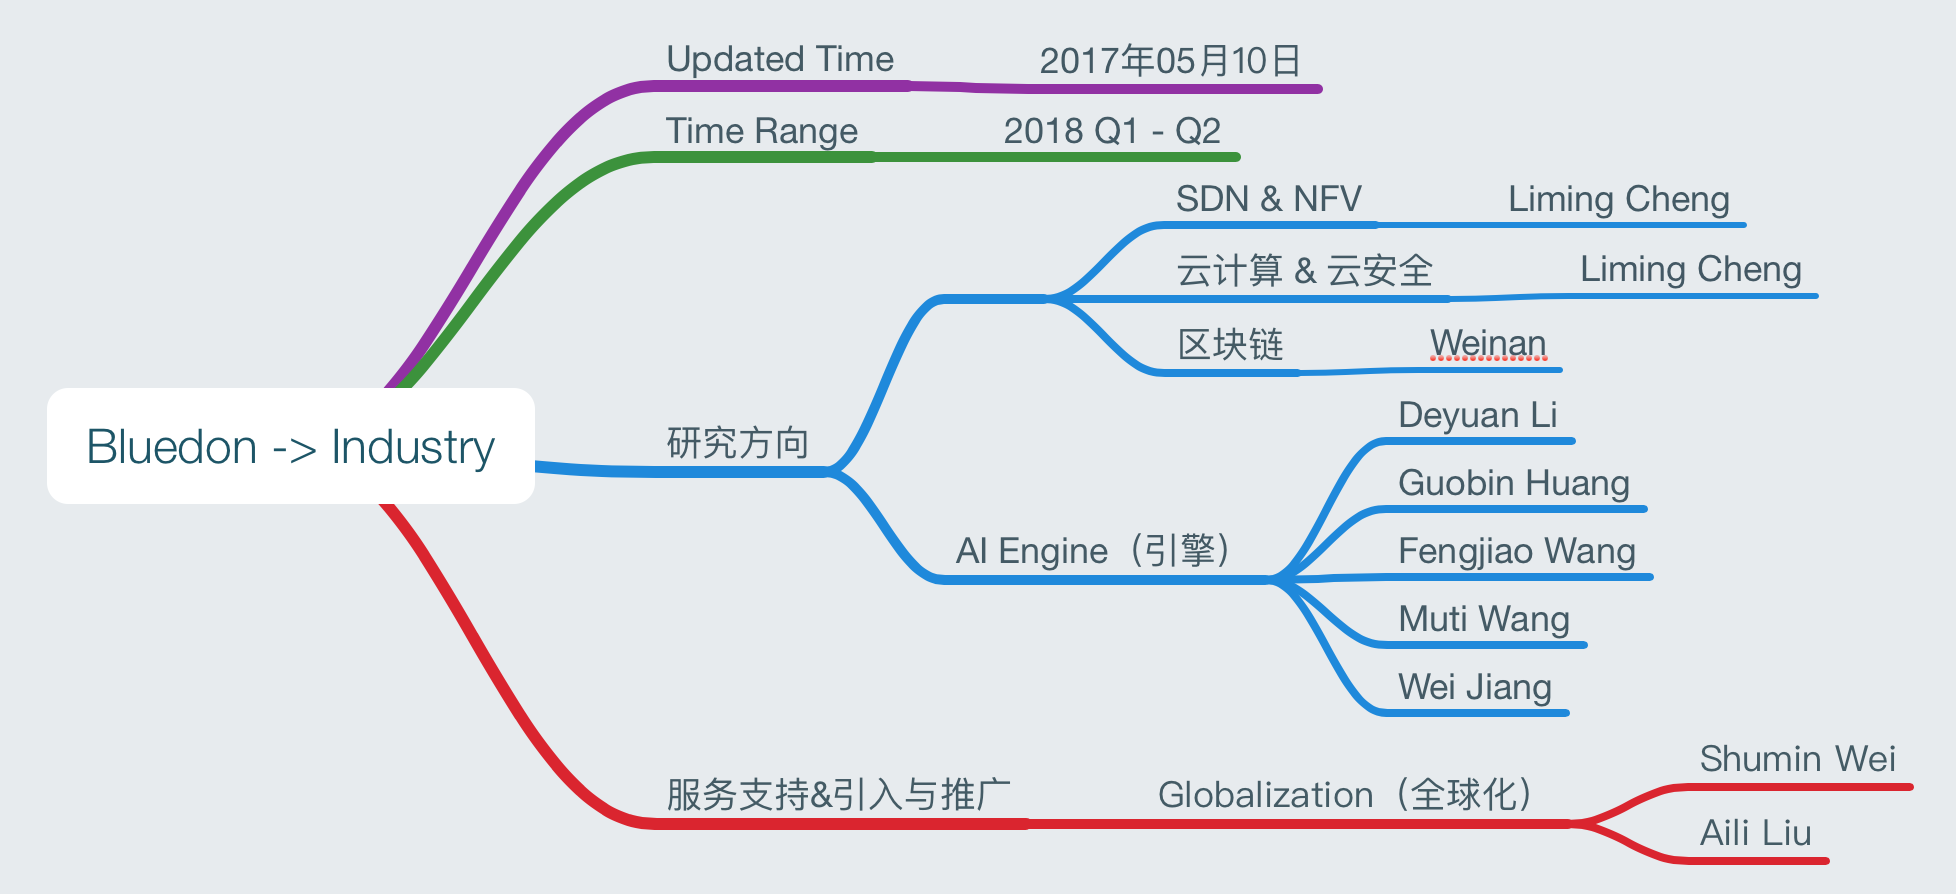 Updated Time
2017年05月10日
Time Range
2018 Q1 - Q2
SDN & NFV
Liming Cheng
云计算 & 云安全
Liming Cheng
区块链
Weinan
Bluedon -> Industry
研究方向
Deyuan Li
Guobin Huang
AI Engine（引擎）
Fengjiao Wang
Muti Wang
Wei Jiang
服务支持&引入与推广
Globalization（全球化）
Shumin Wei
Aili Liu